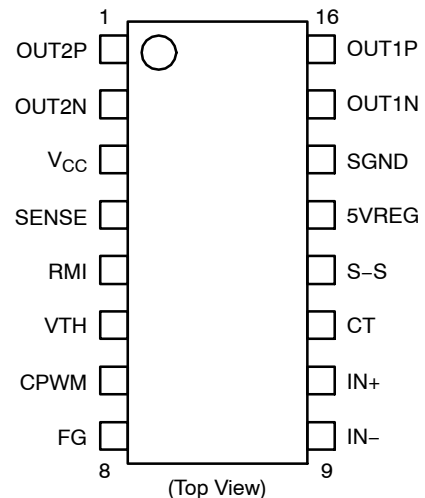 1 16
OUT2P OUT1P
OUT2N OUT1N
VCC SGND
SENSE 5VREG
RMI S−S
VTH CT
CPWM IN+
FG IN−
8 9
(Top View)